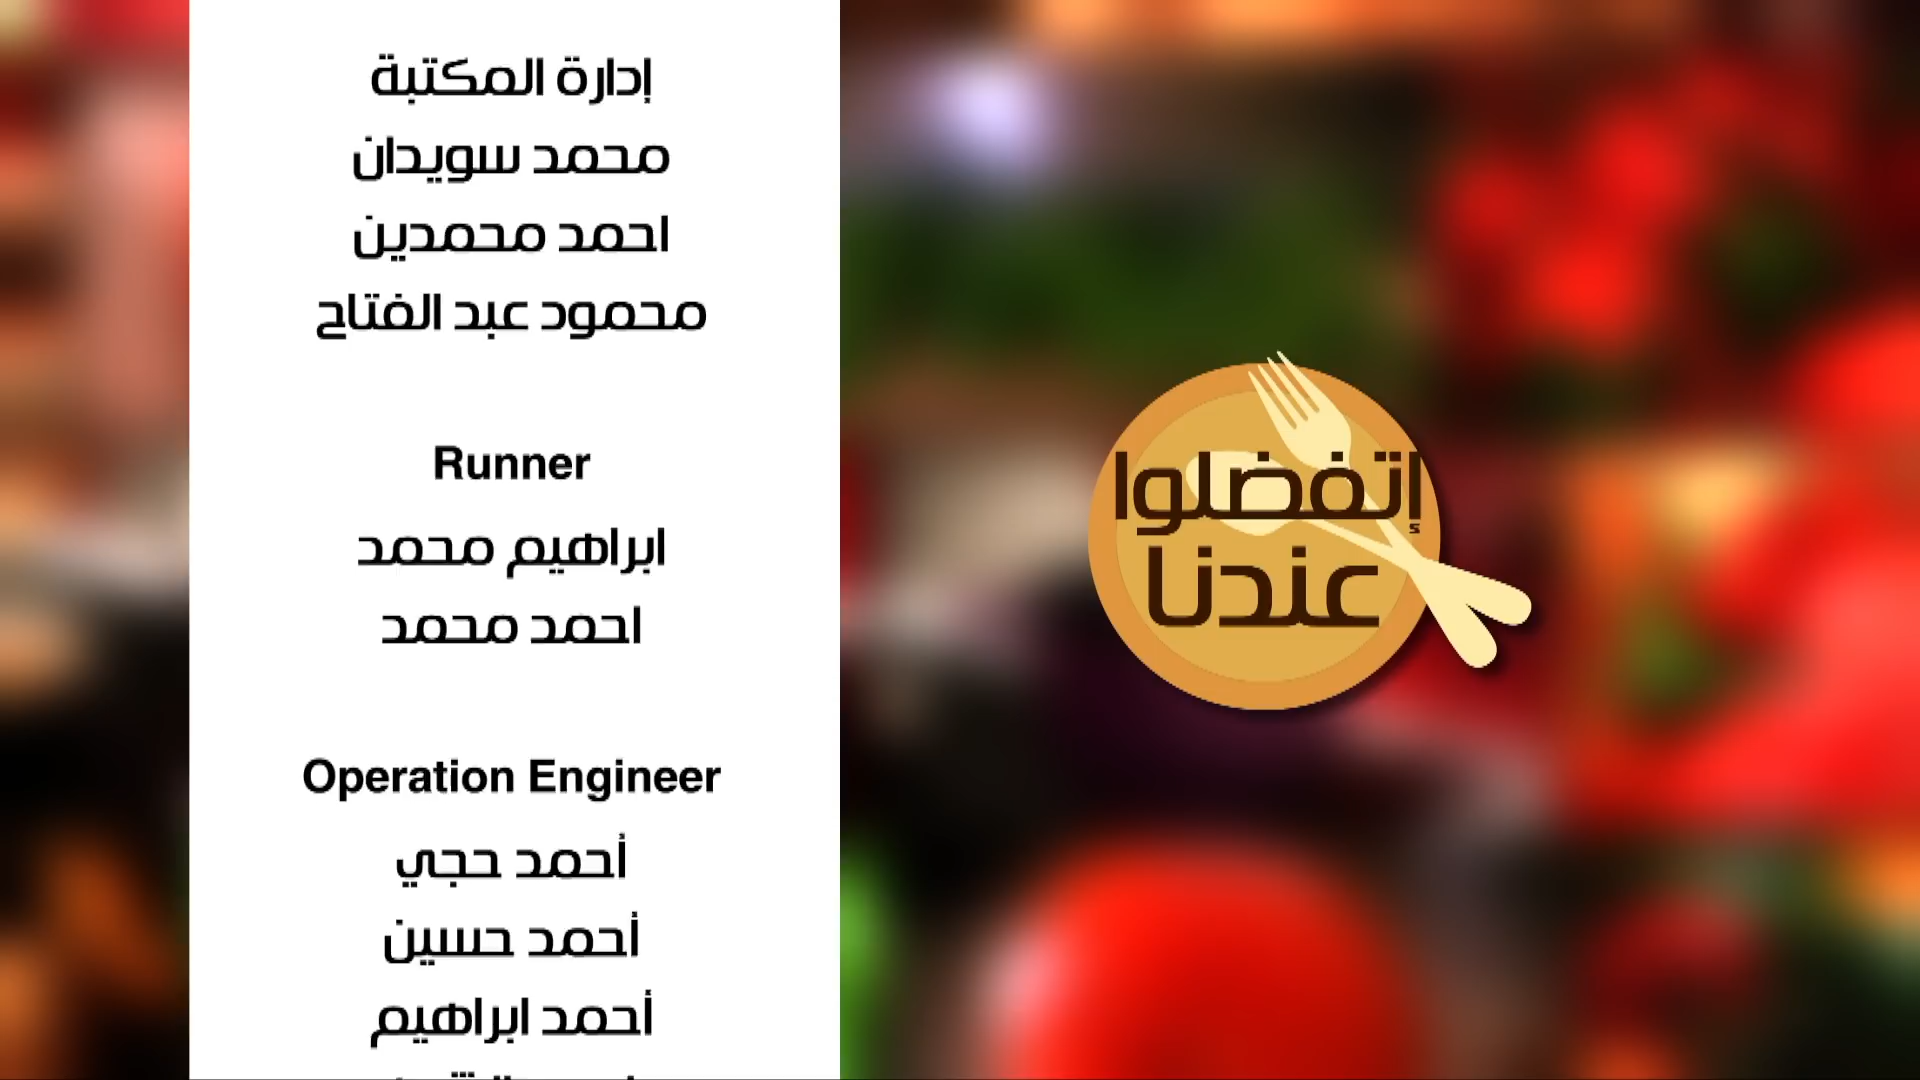 إدارة المكتبة
محمد سويدان
احمد محمدين
محمود عبد الفتاح
Runner
ابراهيم محمد
احمد محمد
Operation Engineer
أحمد حجي
أحمد حسين
أحمد ابراهيم
إتفضلوا
عندنا